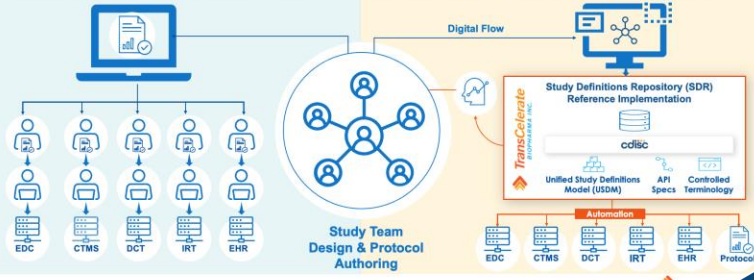 Digital Flow
Study Definitions Repository (SDR)
Reference Implementation
TransCelerate
BIOPHARMA INC.
cdisc
Unified Study Definitions
Model (USDM)
API
Specs
Controlled
Terminology
Automation
EDC
CTMS
DCT
IRT
EHR
Study Team
Design & Protocol
Authoring
EDC
CTMS
DCT
IRT
EHR
Protocol